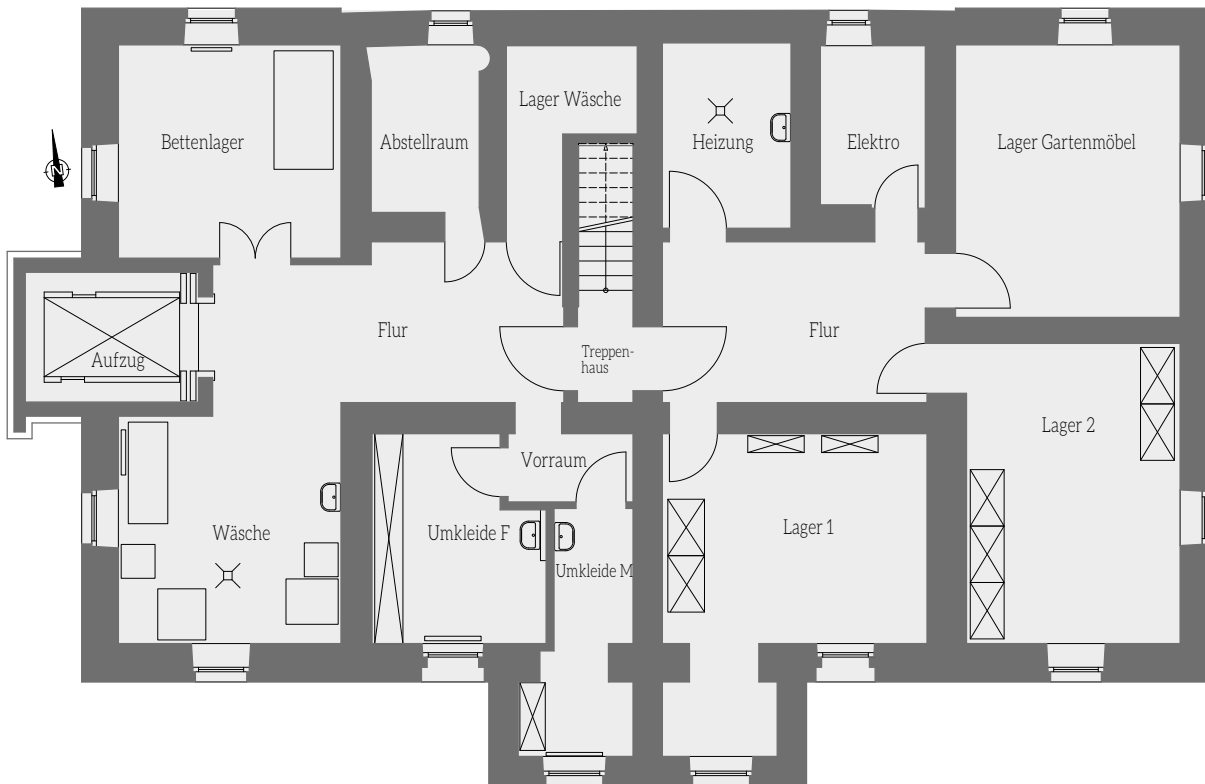 Lager Wäsche
Bettenlager
Abstellraum
Heizung
Elektro
Lager Gartenmöbel
N
Flur
Flur
Treppen-
haus
Aufzug
Lager 2
Vorraum
Wäsche
Umkleide F
Lager 1
Umkleide M